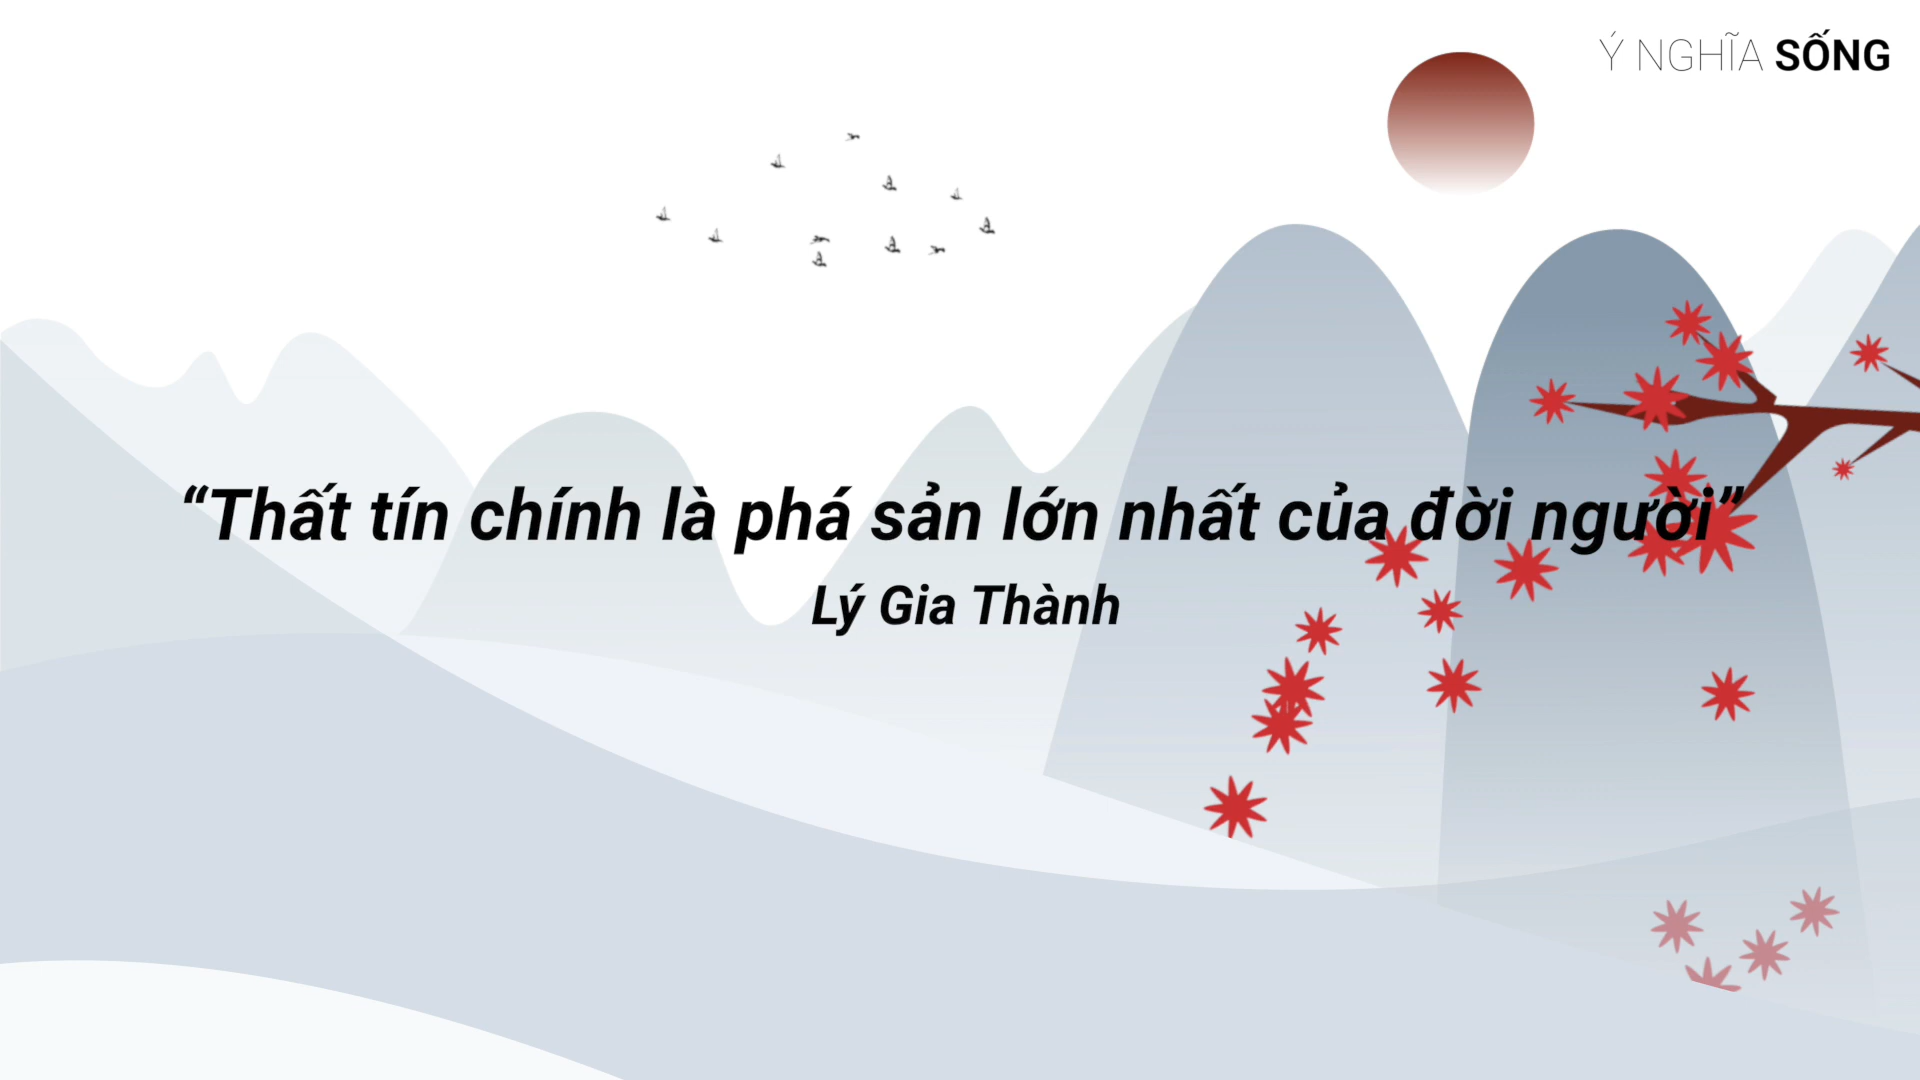 Ý NGHĨA SỐNG
“Thất tín chính là phá sản lớn nhất của đời người”
Lý Gia Thành